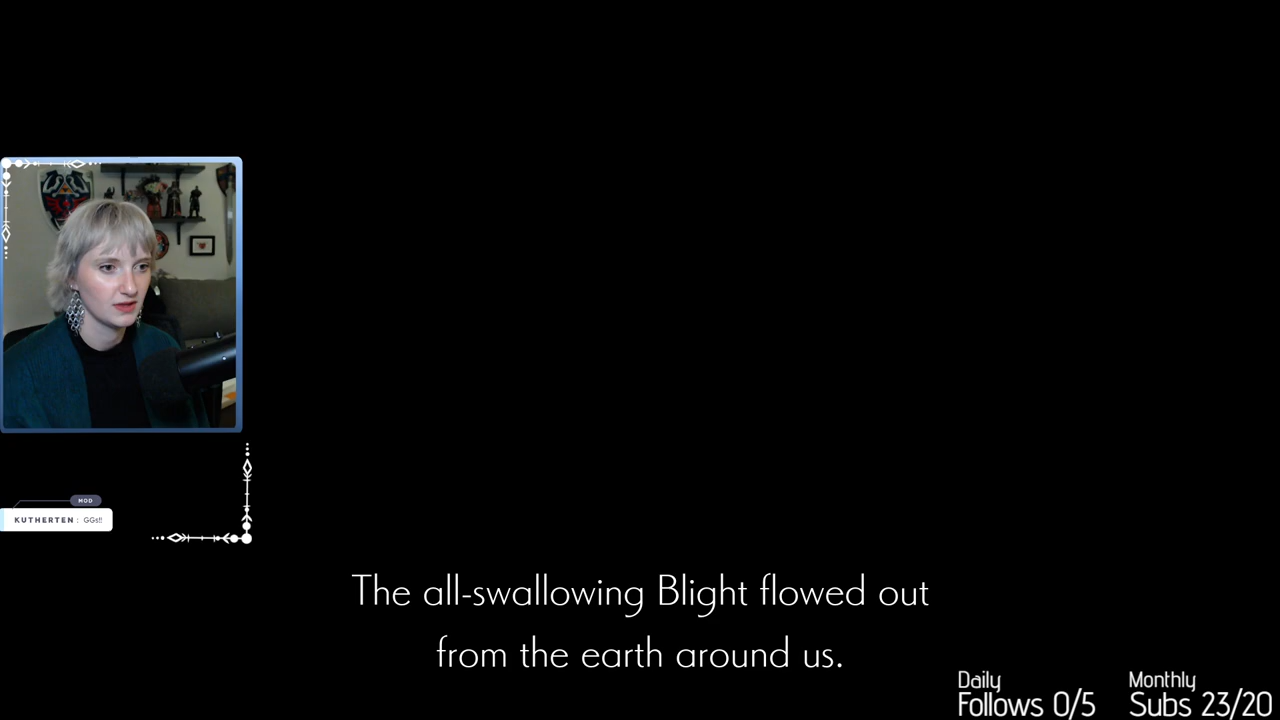 MOD
KUTHERTEN : GGs!!
The all-swallowing Blight flowed out
from the earth around us.
Daily
Follows 0/5
Monthly
Subs 23/20